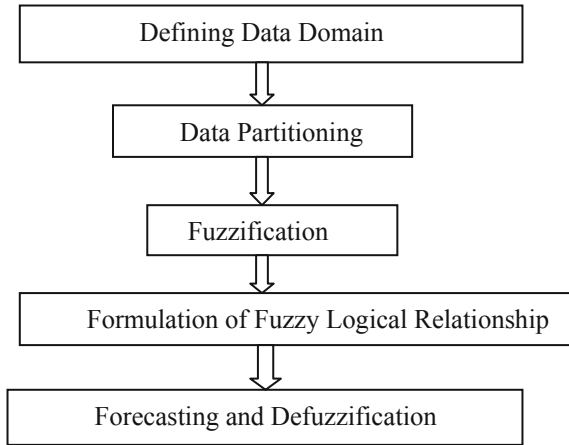 Defining Data Domain
Data Partitioning
Fuzzification
Formulation of Fuzzy Logical Relationship
Forecasting and Defuzzification